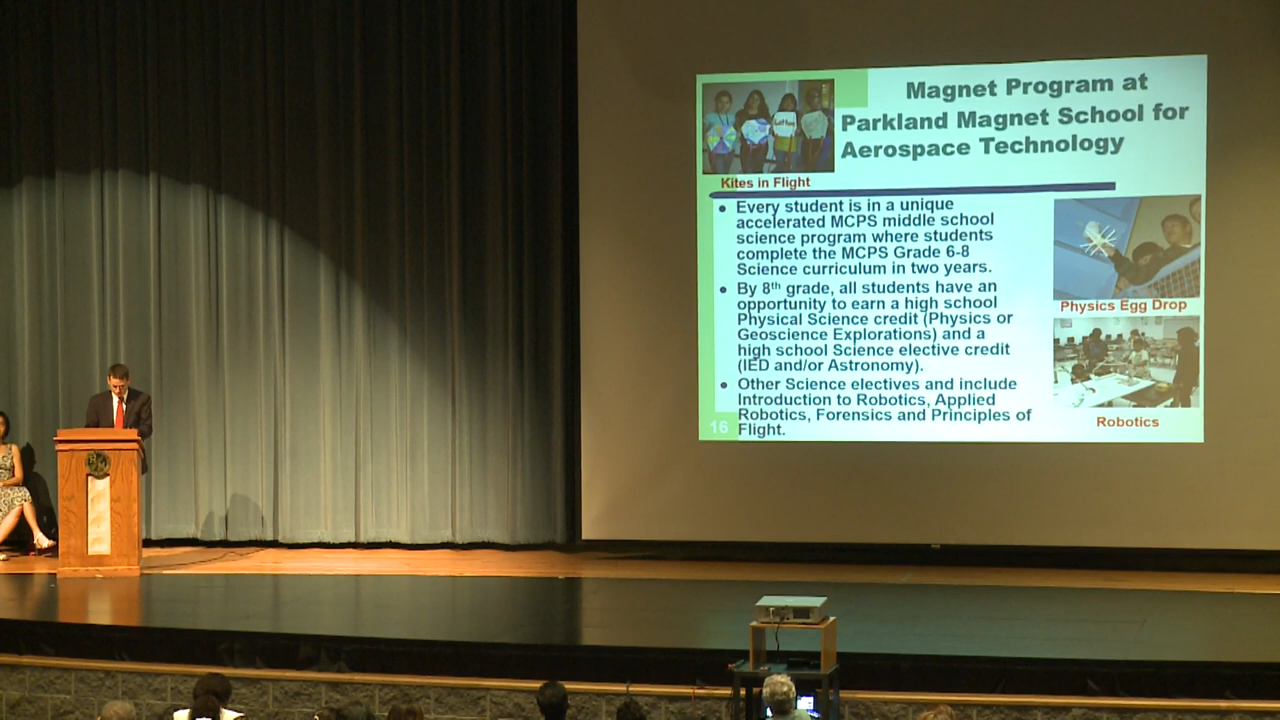 Magnet Program at
Parkland Magnet School for
Aerospace Technology
Kites in Flight
● Every student is in a unique
accelerated MCPS middle school
science program where students
complete the MCPS Grade 6-8
Science curriculum in two years.
● By 8th grade, all students have an
opportunity to earn a high school
Physical Science credit (Physics or
Geoscience Explorations) and a
high school Science elective credit
(IED and/or Astronomy).
● Other Science electives and include
Introduction to Robotics, Applied
Robotics, Forensics and Principles of
Flight.
Physics Egg Drop
Robotics
16